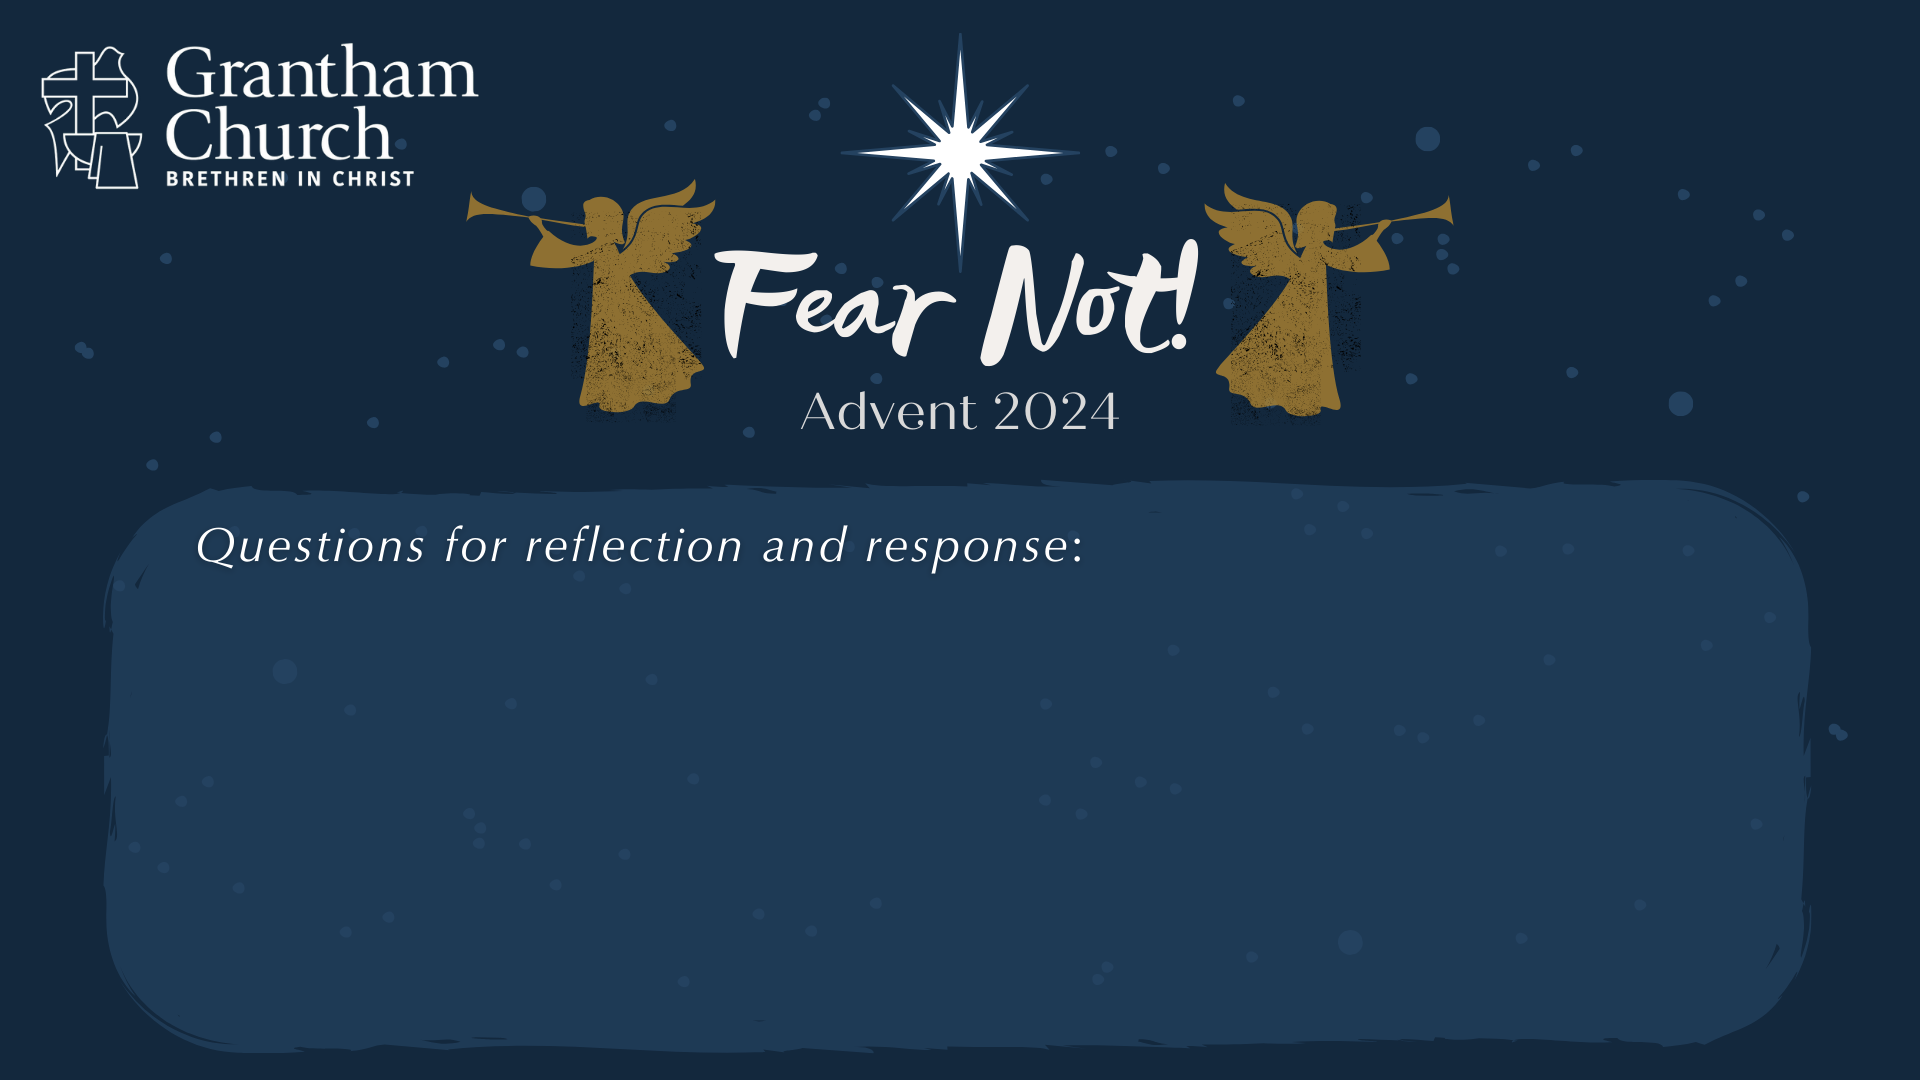 Grantham
Church
BRETHREN IN CHRIST
Fear Not!
Advent 2024
Questions for reflection and response: